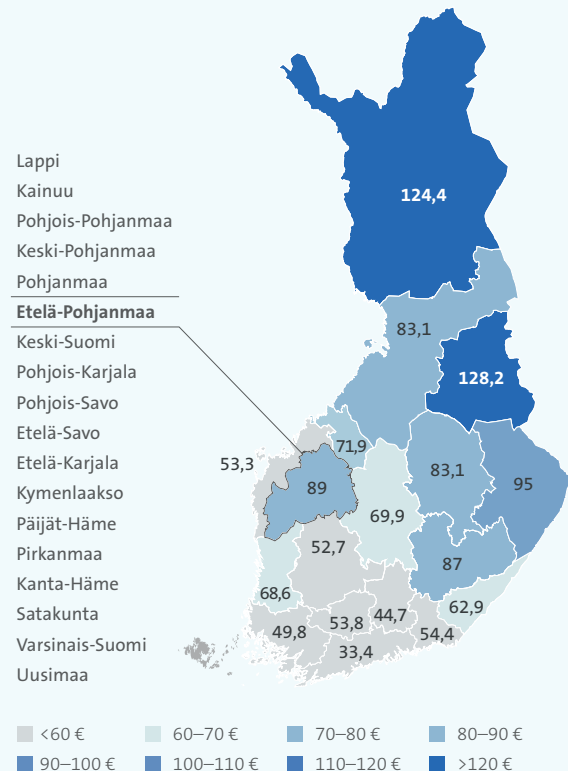 Lappi
Kainuu
Pohjois-Pohjanmaa
Keski-Pohjanmaa
Pohjanmaa
Etelä-Pohjanmaa
Keski-Suomi
Pohjois-Karjala
Pohjois-Savo
Etelä-Savo
Etelä-Karjala
Kymenlaakso
Päijät-Häme
Pirkanmaa
Kanta-Häme
Satakunta
Varsinais-Suomi
Uusimaa
124,4
83,1
128,2
71,9
53,3
83,1
95
89
69,9
52,7
87
68,6
44,7
62,9
53,8
49,8
54,4
33,4
<60 €
60–70 €
70–80 €
80–90 €
90–100 €
100–110 €
110–120 €
>120 €